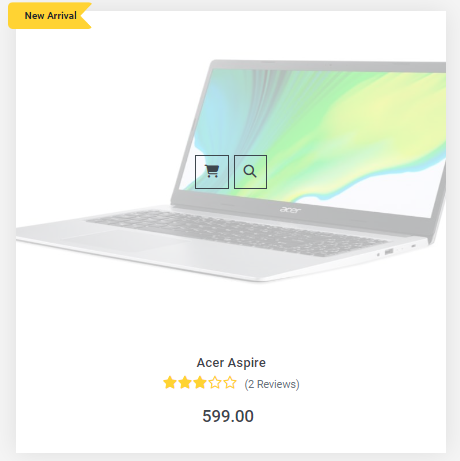 New Arrival
acer
Acer Aspire
(2 Reviews)
599.00